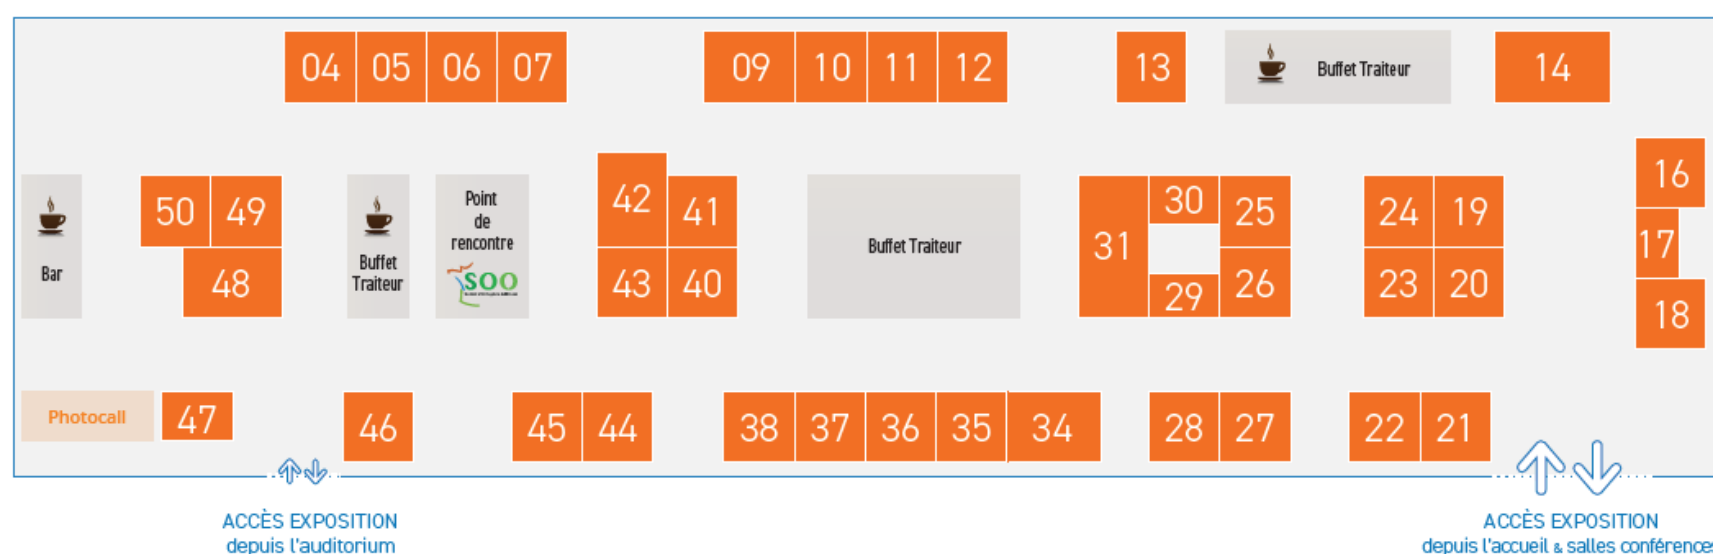 04 05 06 07 09 10 11 12 13 Buffet Traiteur 14
16
50 49
Bar
48
Buffet
Traiteur
Point
de
rencontre
SOO
42 41
43 40
Buffet Traiteur
31 30 25
29 26
24 19
23 20
17
18
Photocall 47 46 45 44 38 37 36 35 34 28 27 22 21
ACCÈS EXPOSITION
depuis l'auditorium
ACCÈS EXPOSITION
depuis l'accueil & salles conférences